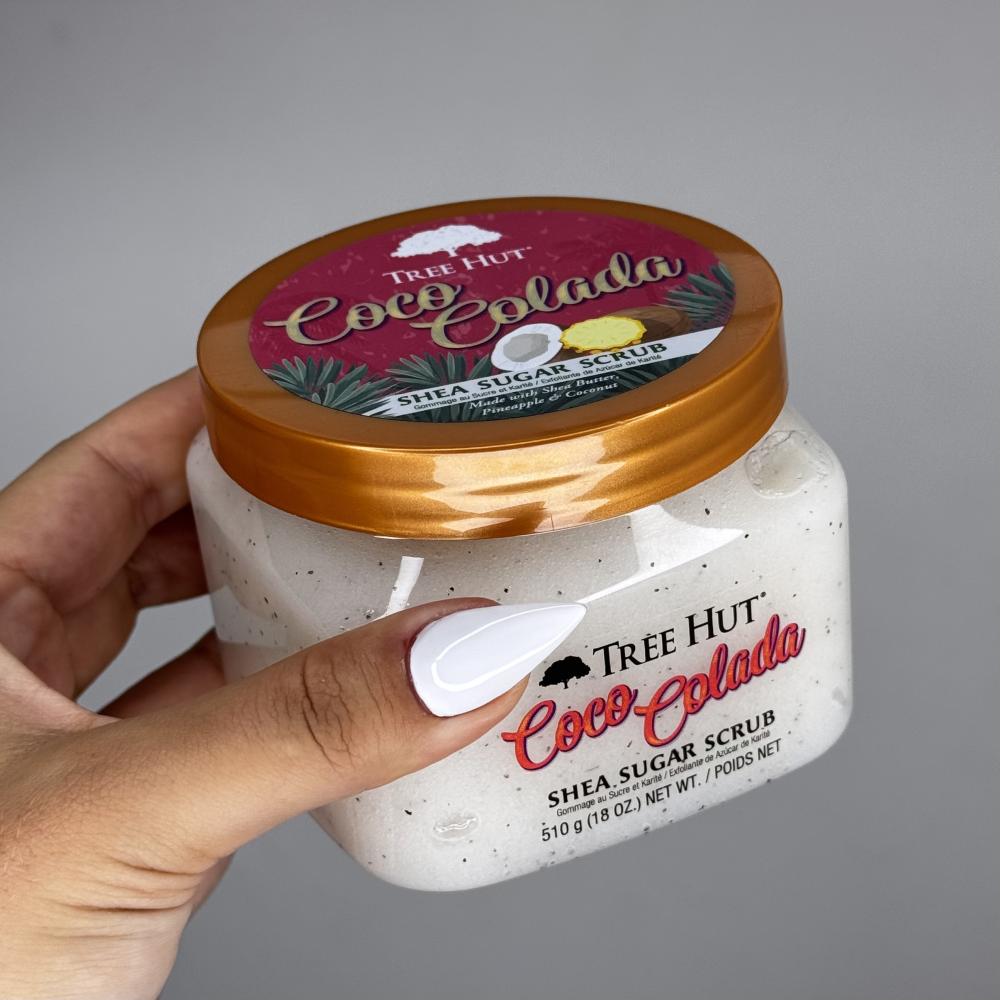 TREE HUT®
Coco Colada
SHEA SUGAR SCRUB
Gommage au Sucre et Karité / Exfoliante de Azúcar de Karité
Made with Shea Butter,
Pineapple & Coconut
TREE HUT®
Coco Colada
SHEA SUGAR SCRUB
Gommage au Sucre et Karité / Exfoliante de Azúcar de Karité
510 g (18 OZ.) NET WT. / POIDS NET